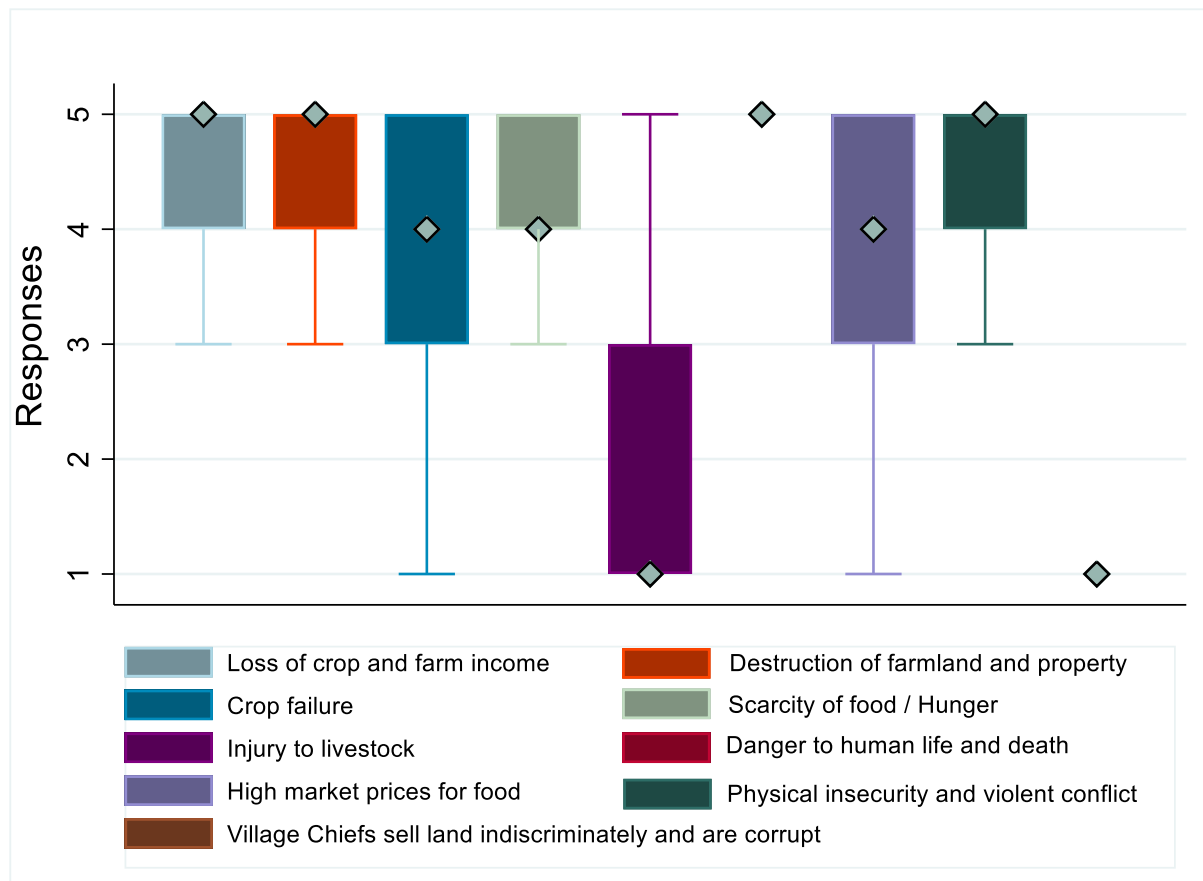 5
4
3
2
1
Responses
Loss of crop and farm income
Destruction of farmland and property
Crop failure
Scarcity of food / Hunger
Injury to livestock
Danger to human life and death
High market prices for food
Physical insecurity and violent conflict
Village Chiefs sell land indiscriminately and are corrupt